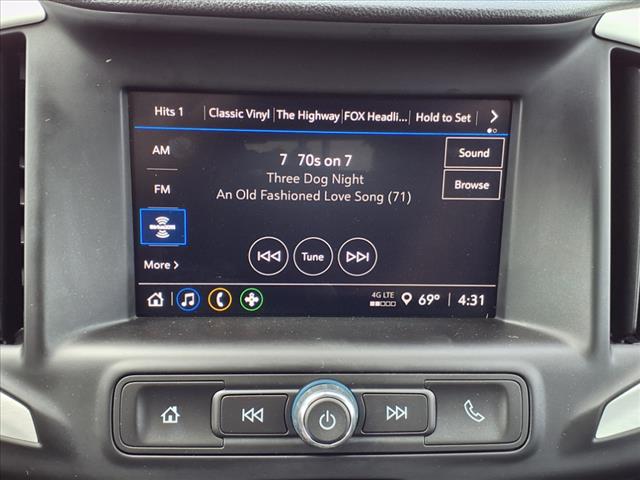 Hits 1 Classic Vinyl The Highway FOX Headli... Hold to Set
AM
7 70s on 7
Sound
FM
Three Dog Night
Browse
An Old Fashioned Love Song (71)
SiriusXM
More >
Tune
4G LTE
69° 4:31